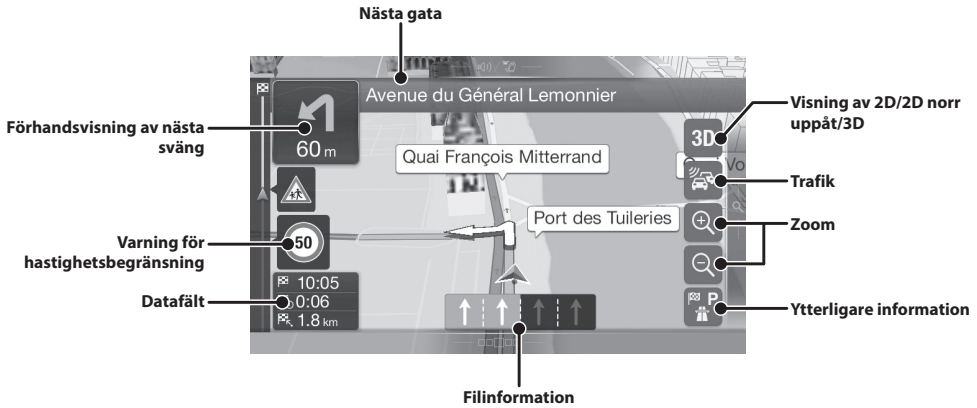 Nästa gata
Avenue du Général Lemonnier
Förhandsvisning av nästa
sväng
60 m
Visning av 2D/2D norr
uppåt/3D
3D
Quai François Mitterrand
Vo
Trafik
Port des Tuileries
Zoom
Varning för
hastighetsbegränsning
50
10:05
Datafält
0:06
1.8 km
P
Ytterligare information
Filinformation